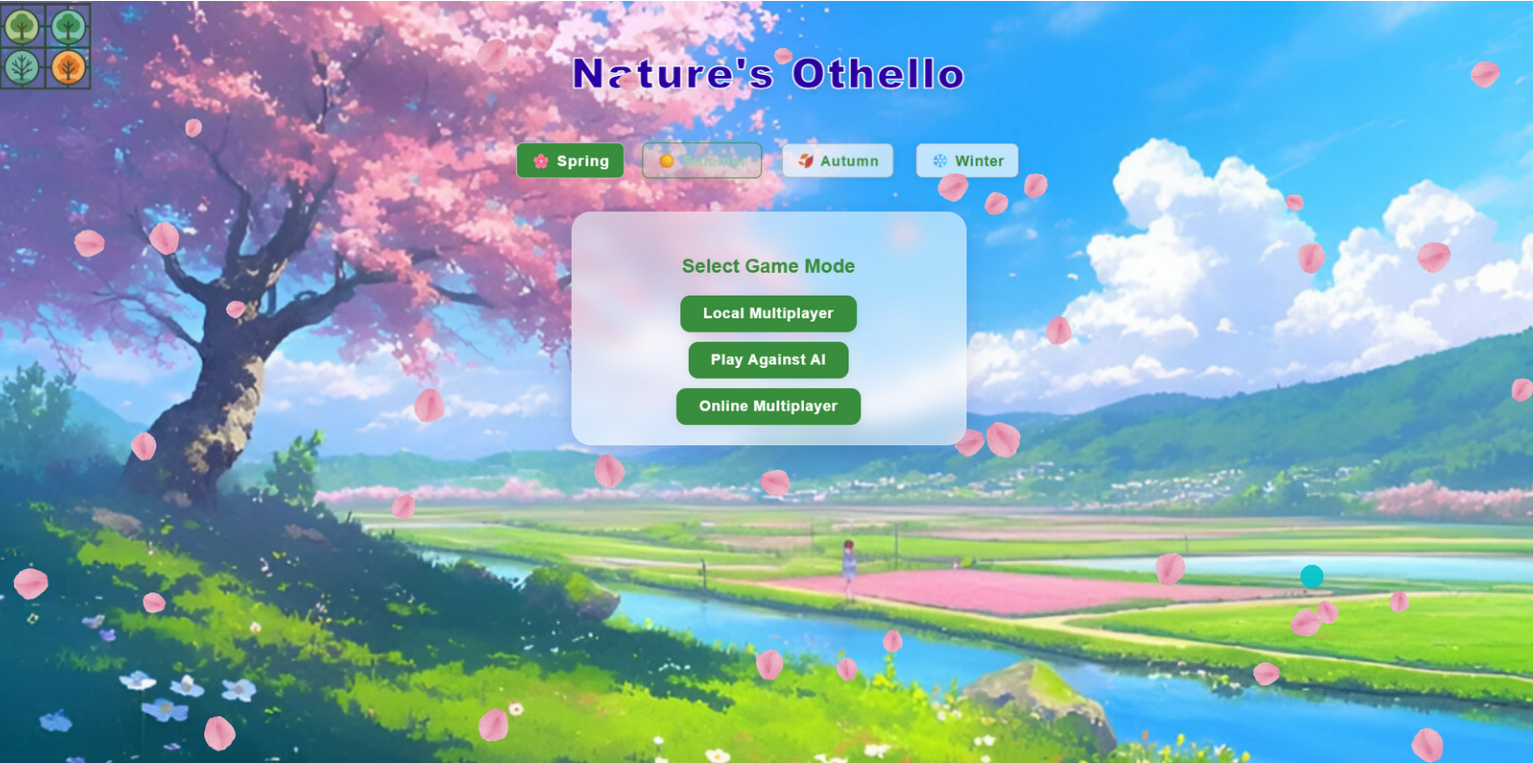 Nature's Othello
Spring
Summer
Autumn
Winter
Select Game Mode
Local Multiplayer
Play Against AI
Online Multiplayer